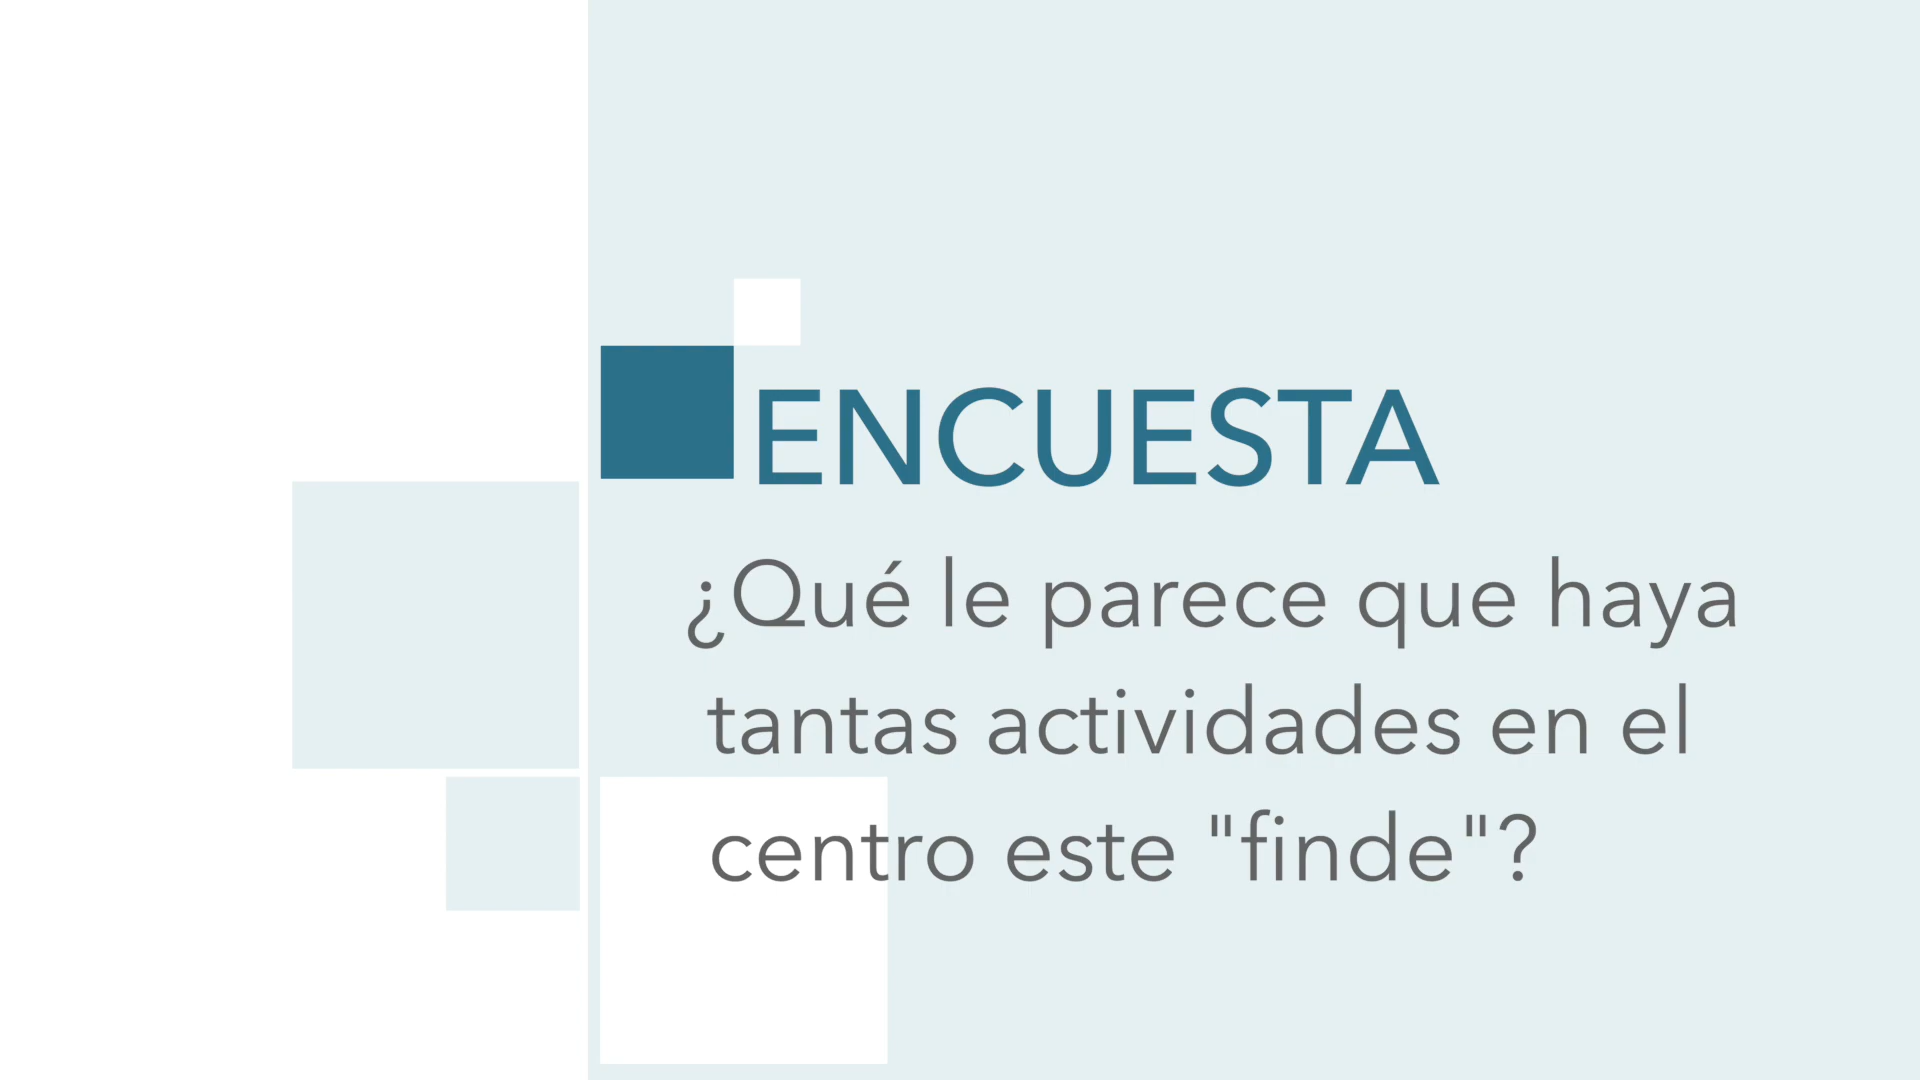 ENCUESTA
¿Qué le parece que haya
tantas actividades en el
centro este "finde"?